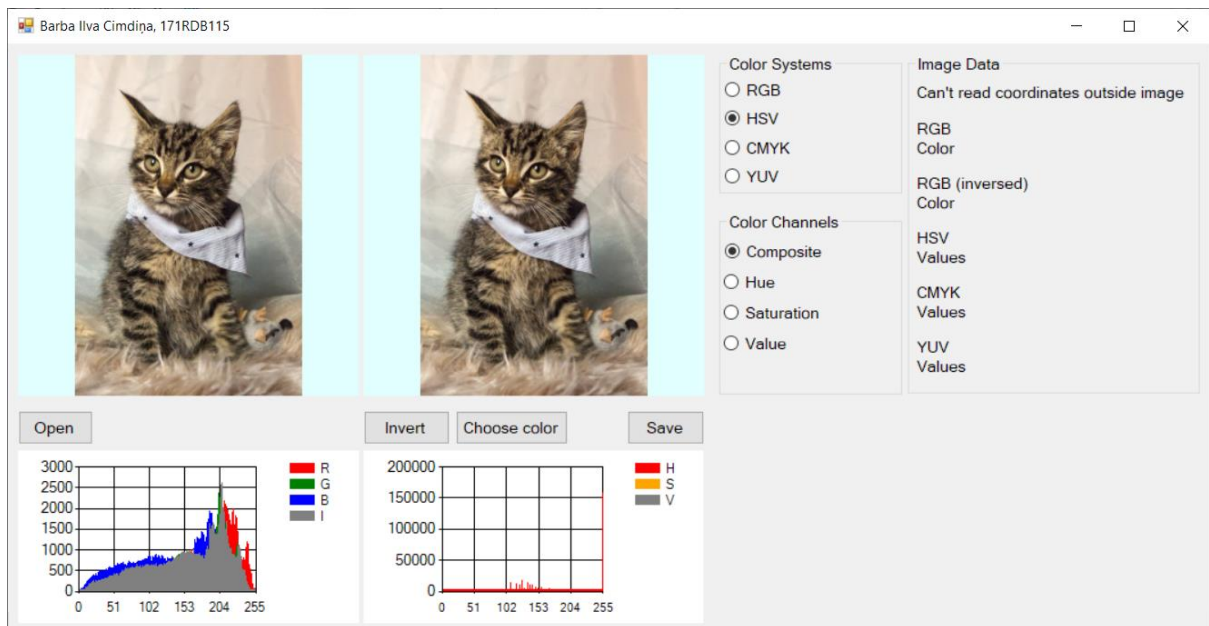 Barba Ilva Cimdiņa, 171RDB115
Color Systems
RGB
HSV
CMYK
YUV
Color Channels
Composite
Hue
Saturation
Value
Image Data
Can't read coordinates outside image
RGB
Color
RGB (inversed)
Color
HSV
Values
CMYK
Values
YUV
Values
Open
Invert
Choose color
Save
3000
2500
2000
1500
1000
500
0
0 51 102 153 204 255
R
G
B
I
200000
150000
100000
50000
0
0 51 102 153 204 255
H
S
V